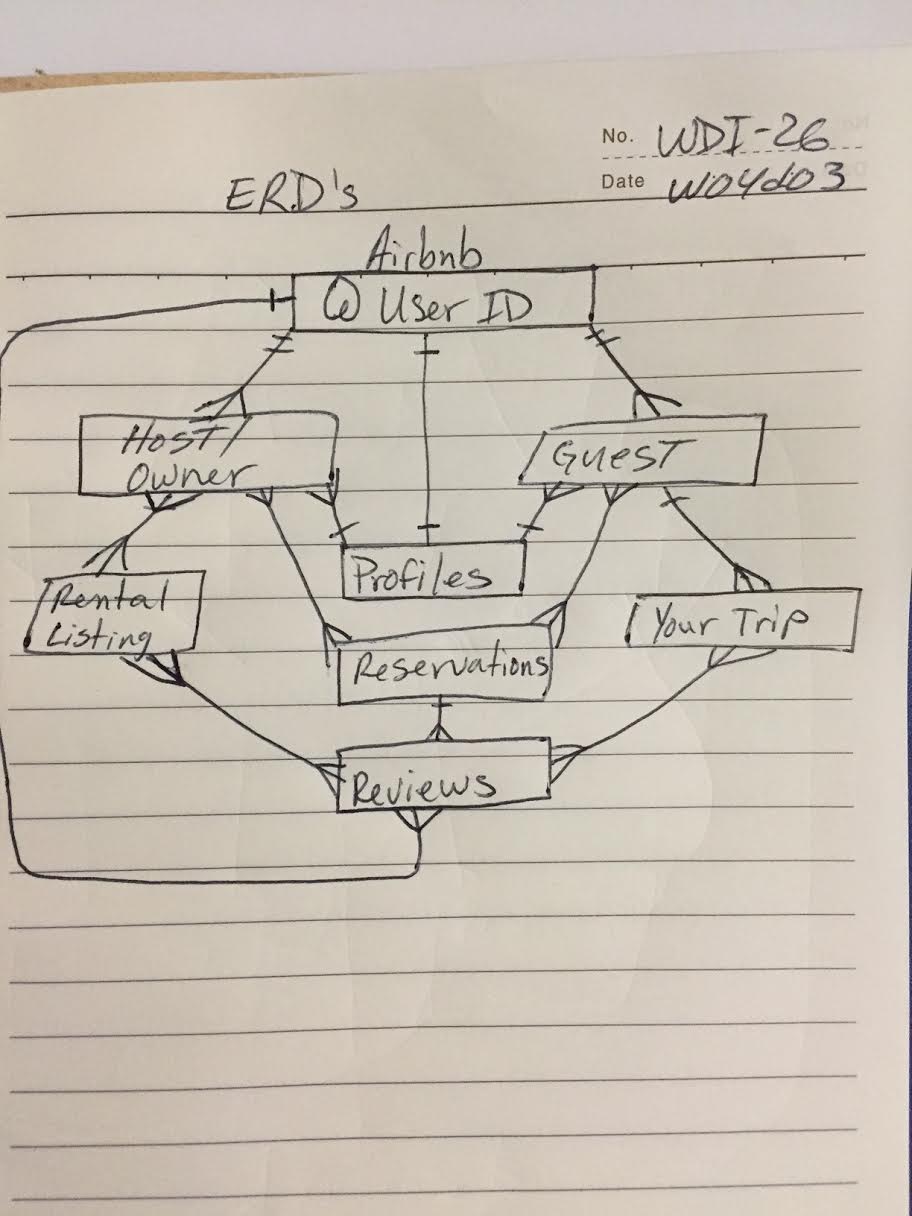 No. WDI-26
Date w04d03
ERD's
Airbnb
User ID
Host/
Owner
Guest
Profiles
Rental
Listing
Your Trip
Reservations
Reviews